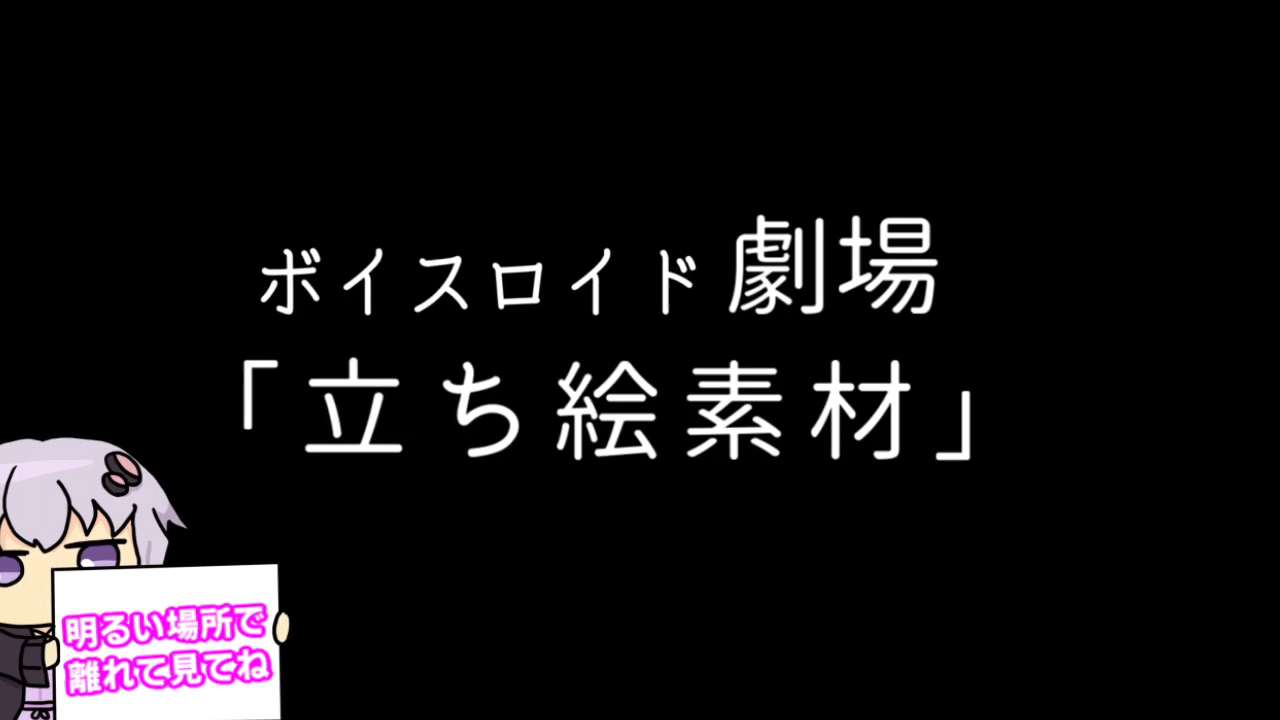 ボイスロイド劇場
「立ち絵素材」
明るい場所で
離れて見てね